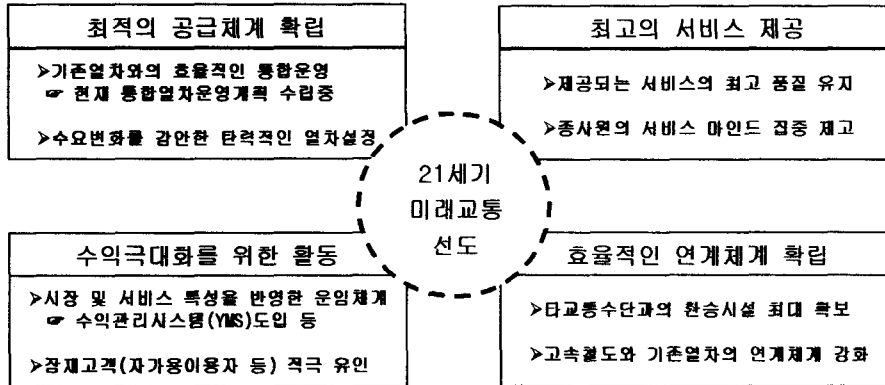 최적의 공급체계 확립
➢기존열차와의 효율적인 통합운영
☞ 현재 통합열차운영계획 수립중
➢수요변화를 감안한 탄력적인 열차설정
최고의 서비스 제공
➢제공되는 서비스의 최고 품질 유지
➢종사원의 서비스 마인드 집중 제고
21세기
미래교통
선도
수익극대화를 위한 활동
➢시장 및 서비스 특성을 반영한 운임체계
☞ 수익관리시스템(YMS)도입 등
➢잠재고객(자가용이용자 등) 적극 유인
효율적인 연계체계 확립
➢타교통수단과의 환승시설 최대 확보
➢고속철도와 기존열차의 연계체계 강화